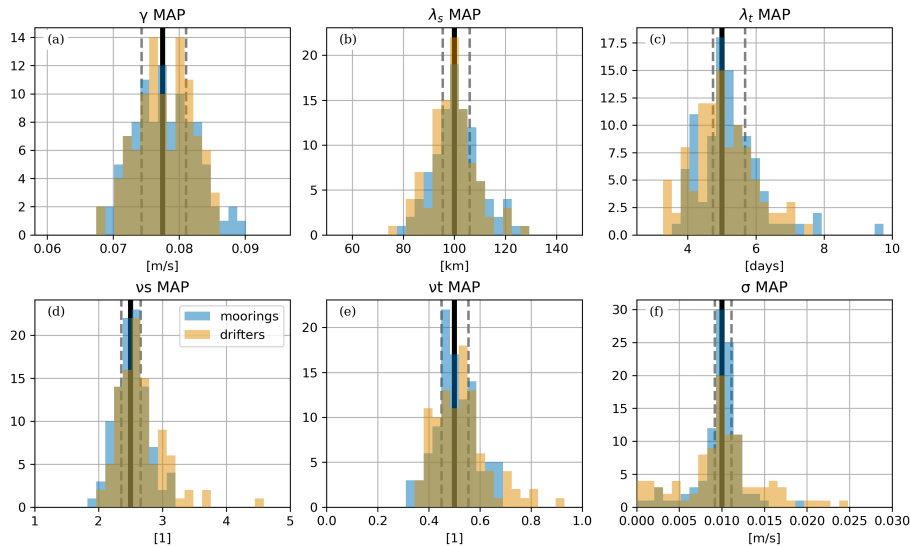 γ MAP
(a)
14
12
10
8
6
4
2
0
0.06 0.07 0.08 0.09
[m/s]
λs MAP
(b)
20
15
10
5
0
60 80 100 120 140
[km]
λt MAP
(c)
17.5
15.0
12.5
10.0
7.5
5.0
2.5
0.0
4 6 8 10
[days]
νs MAP
(d)
moorings
drifters
20
15
10
5
0
1 2 3 4 5
[1]
νt MAP
(e)
20
15
10
5
0
0.0 0.2 0.4 0.6 0.8 1.0
[1]
σ MAP
(f)
30
25
20
15
10
5
0
0.000 0.005 0.010 0.015 0.020 0.025 0.030
[m/s]